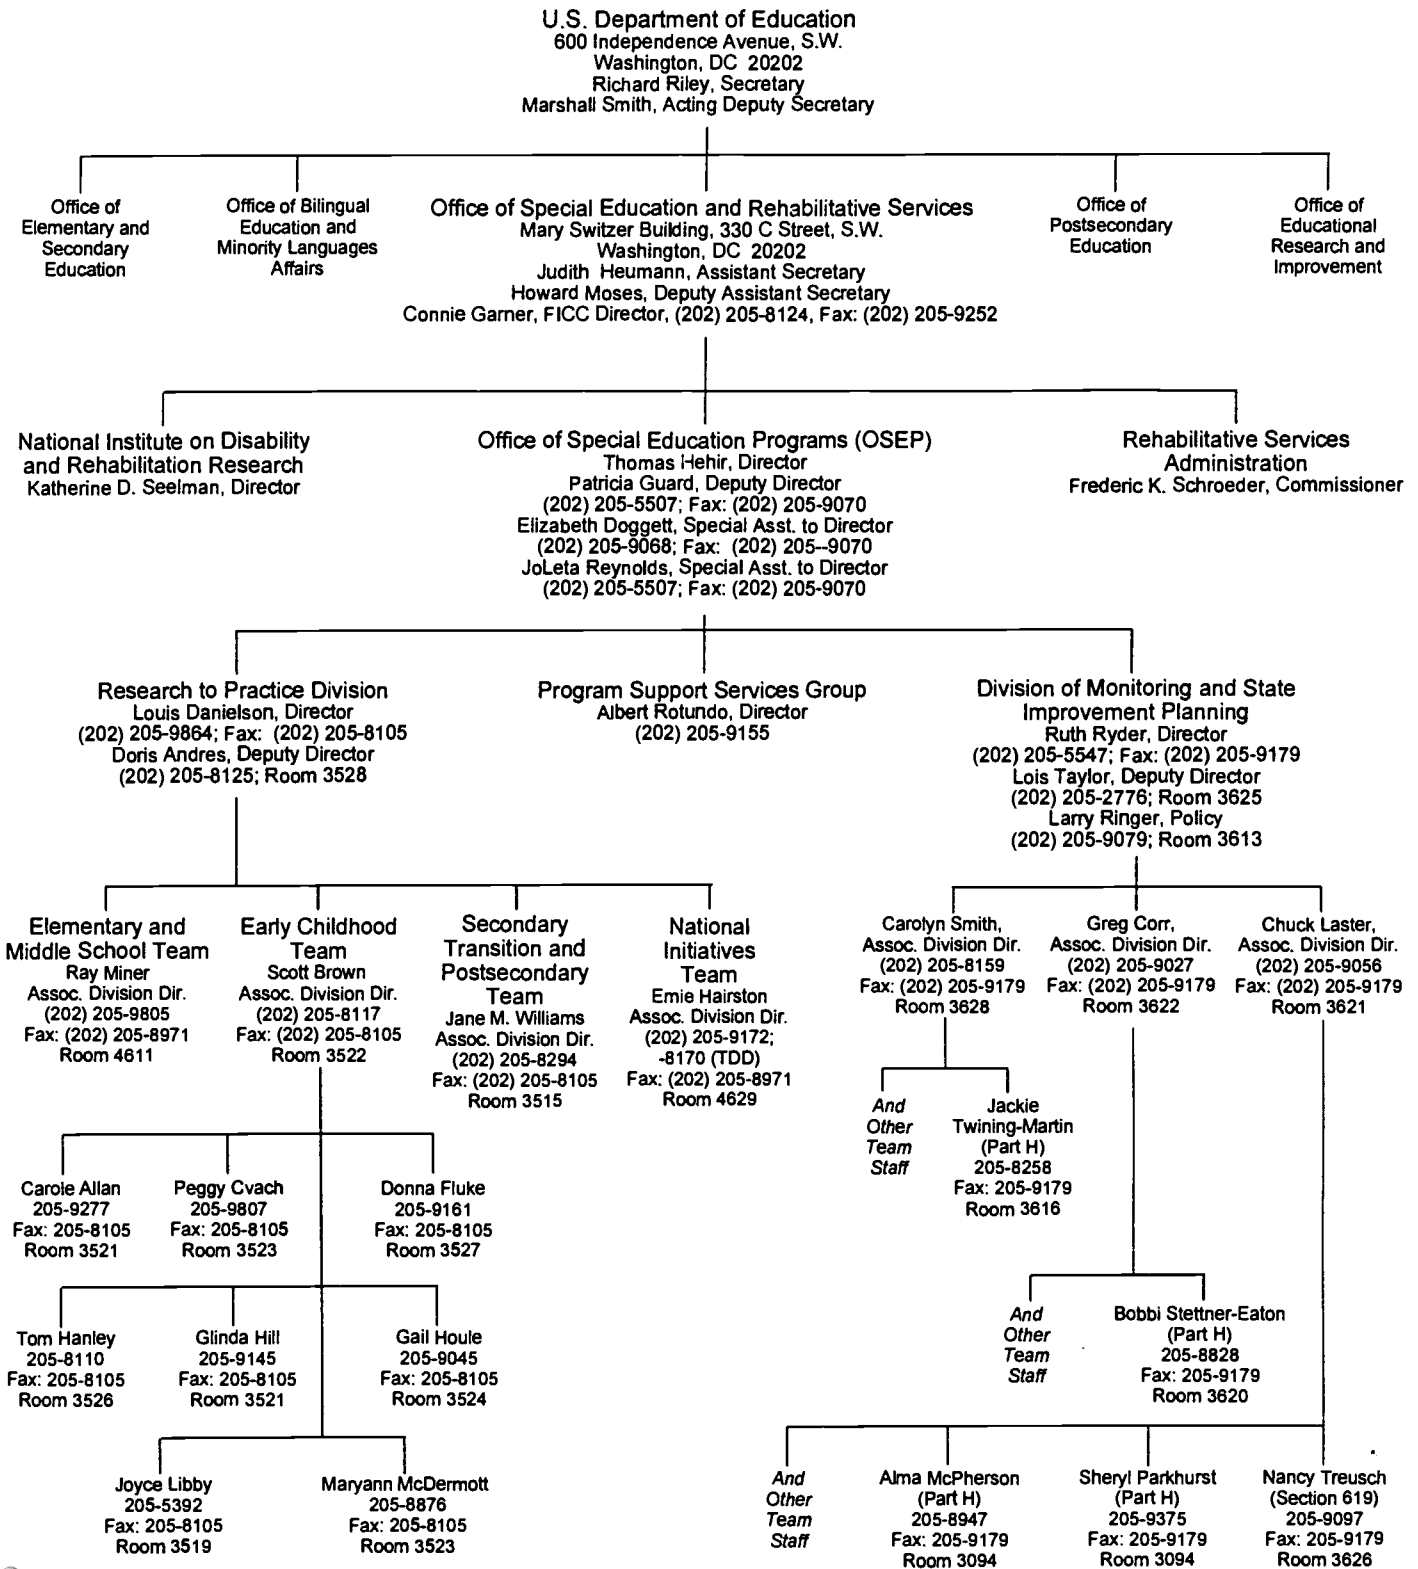 U.S. Department of Education
600 Independence Avenue, S.W.
Washington, DC 20202
Richard Riley, Secretary
Marshall Smith, Acting Deputy Secretary
Office of
Elementary and
Secondary
Education
Office of Bilingual
Education and
Minority Languages
Affairs
Office of Special Education and Rehabilitative Services
Mary Switzer Building, 330 C Street, S.W.
Washington, DC 20202
Judith Heumann, Assistant Secretary
Howard Moses, Deputy Assistant Secretary
Connie Garner, FICC Director, (202) 205-8124, Fax: (202) 205-9252
Office of
Postsecondary
Education
Office of
Educational
Research and
Improvement
National Institute on Disability
and Rehabilitation Research
Katherine D. Seelman, Director
Office of Special Education Programs (OSEP)
Thomas Hehir, Director
Patricia Guard, Deputy Director
(202) 205-5507; Fax: (202) 205-9070
Elizabeth Doggett, Special Asst. to Director
(202) 205-9068; Fax: (202) 205--9070
JoLeta Reynolds, Special Asst. to Director
(202) 205-5507; Fax: (202) 205-9070
Rehabilitative Services
Administration
Frederic K. Schroeder, Commissioner
Research to Practice Division
Louis Danielson, Director
(202) 205-9864; Fax: (202) 205-8105
Doris Andres, Deputy Director
(202) 205-8125; Room 3528
Program Support Services Group
Albert Rotundo, Director
(202) 205-9155
Division of Monitoring and State
Improvement Planning
Ruth Ryder, Director
(202) 205-5547; Fax: (202) 205-9179
Lois Taylor, Deputy Director
(202) 205-2776; Room 3625
Larry Ringer, Policy
(202) 205-9079; Room 3613
Elementary and
Middle School Team
Ray Miner
Assoc. Division Dir.
(202) 205-9805
Fax: (202) 205-8971
Room 4611
Early Childhood
Team
Scott Brown
Assoc. Division Dir.
(202) 205-8117
Fax: (202) 205-8105
Room 3522
Secondary
Transition and
Postsecondary
Team
Jane M. Williams
Assoc. Division Dir.
(202) 205-8294
Fax: (202) 205-8105
Room 3515
National
Initiatives
Team
Ernie Hairston
Assoc. Division Dir.
(202) 205-9172;
-8170 (TDD)
Fax: (202) 205-8971
Room 4629
Carolyn Smith,
Assoc. Division Dir.
(202) 205-8159
Fax: (202) 205-9179
Room 3628
Greg Corr,
Assoc. Division Dir.
(202) 205-9027
Fax: (202) 205-9179
Room 3622
Chuck Laster,
Assoc. Division Dir.
(202) 205-9056
Fax: (202) 205-9179
Room 3621
And
Other
Team
Staff
Jackie
Twining-Martin
(Part H)
205-8258
Fax: 205-9179
Room 3616
Carole Allan
205-9277
Fax: 205-8105
Room 3521
Peggy Cvach
205-9807
Fax: 205-8105
Room 3523
Donna Fluke
205-9161
Fax: 205-8105
Room 3527
And
Other
Team
Staff
Bobbi Stettner-Eaton
(Part H)
205-8828
Fax: 205-9179
Room 3620
Tom Hanley
205-8110
Fax: 205-8105
Room 3526
Glinda Hill
205-9145
Fax: 205-8105
Room 3521
Gail Houle
205-9045
Fax: 205-8105
Room 3524
Joyce Libby
205-5392
Fax: 205-8105
Room 3519
Maryann McDermott
205-8876
Fax: 205-8105
Room 3523
And
Other
Team
Staff
Alma McPherson
(Part H)
205-8947
Fax: 205-9179
Room 3094
Sheryl Parkhurst
(Part H)
205-9375
Fax: 205-9179
Room 3094
Nancy Treusch
(Section 619)
205-9097
Fax: 205-9179
Room 3626